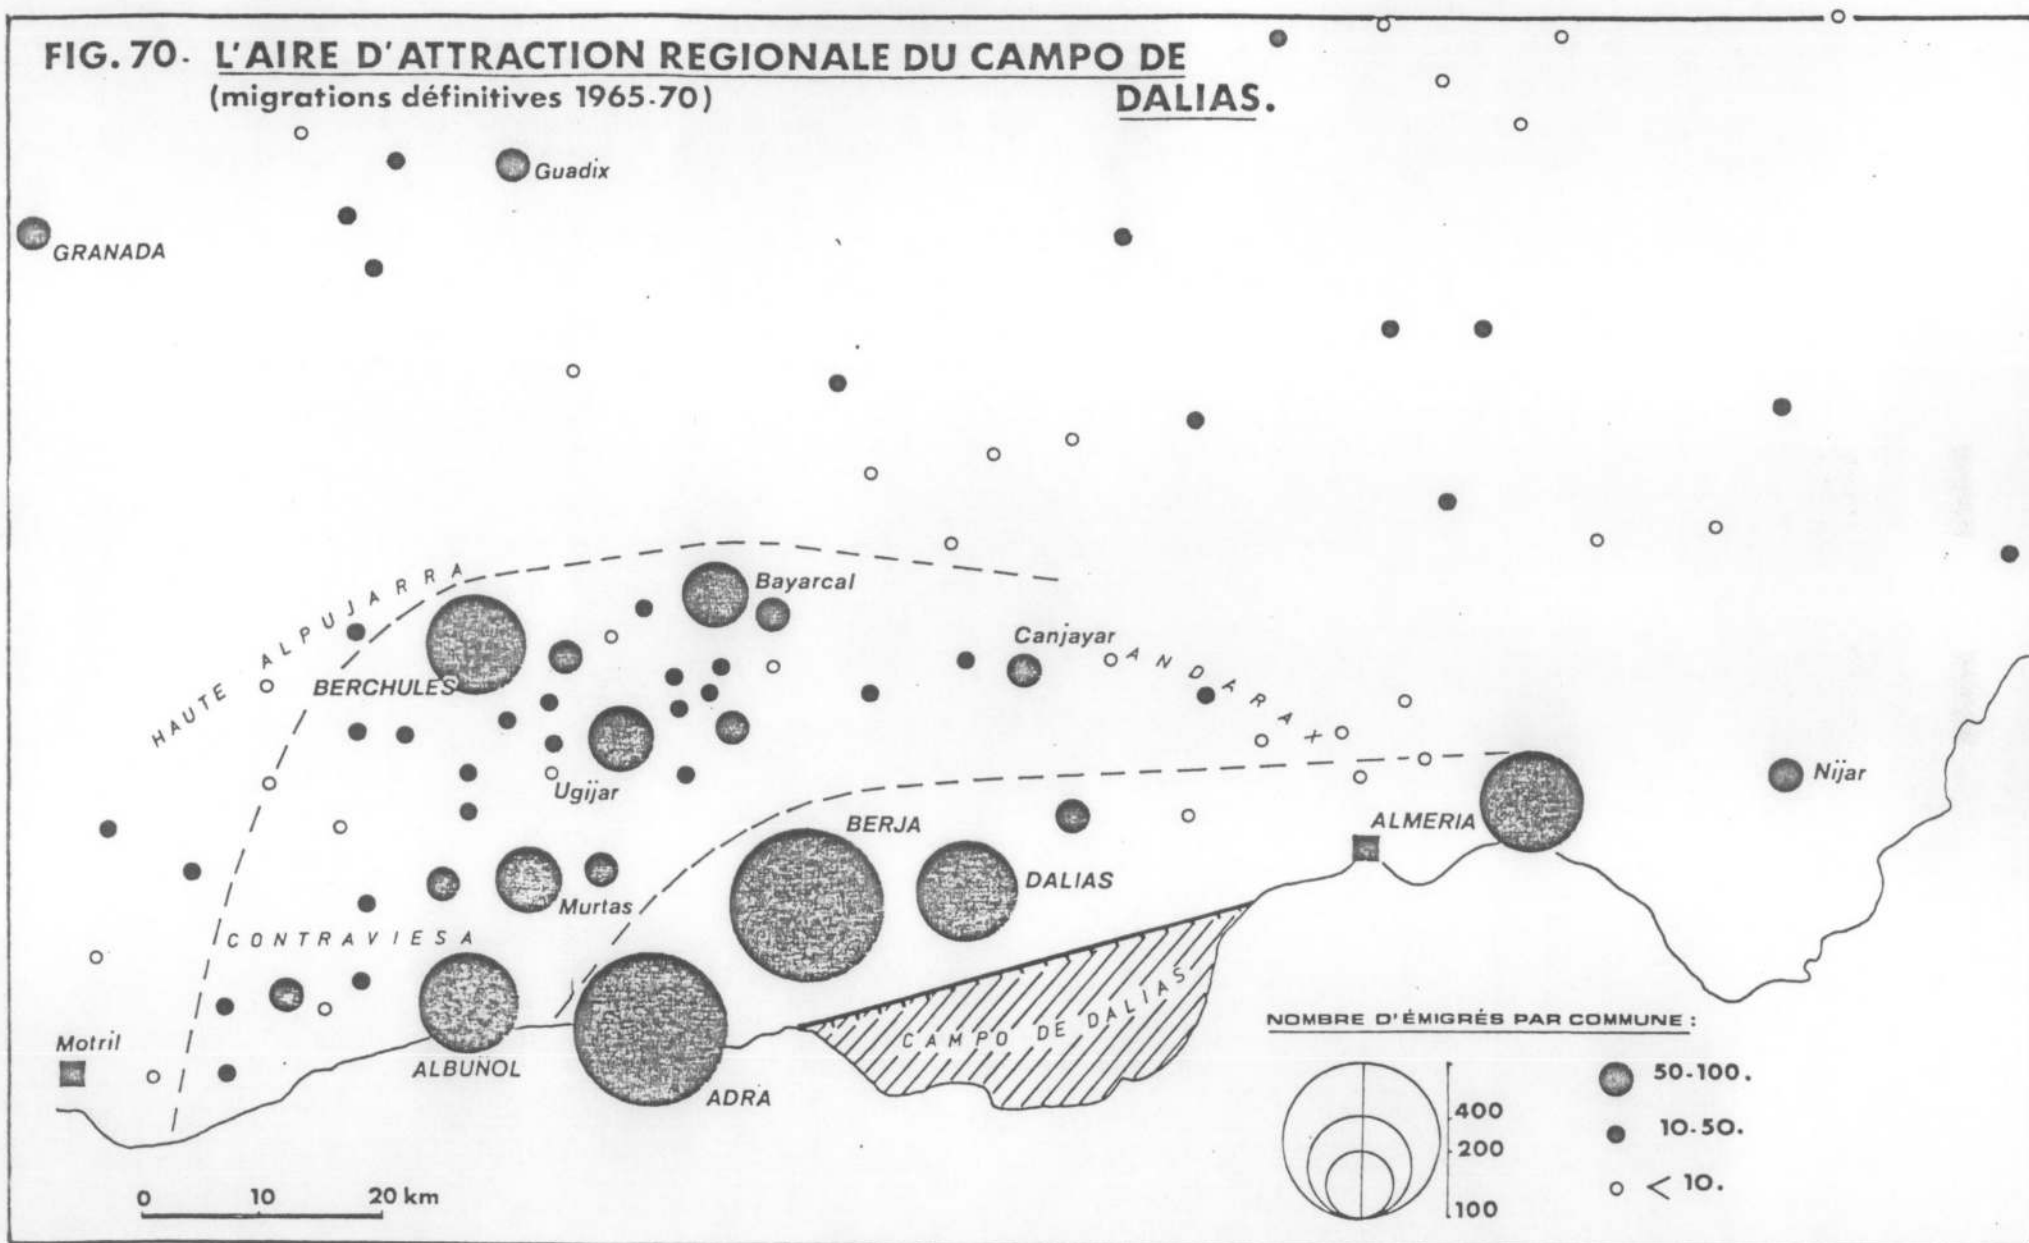 FIG. 70. L'AIRE D'ATTRACTION REGIONALE DU CAMPO DE
DALIAS.
(migrations définitives 1965-70)
Guadix
GRANADA
HAUTE ALPUJARRA
Bayarcal
Canjayar
ANDARAX
BERCHULES
Ugijar
Nijar
BERJA
ALMERIA
DALIAS
Murtas
CONTRAVIESA
CAMPO DE DALIAS
Motril
ALBUÑOL
ADRA
NOMBRE D'ÉMIGRÉS PAR COMMUNE :
400
200
100
50-100.
10-50.
< 10.
0 10 20 km